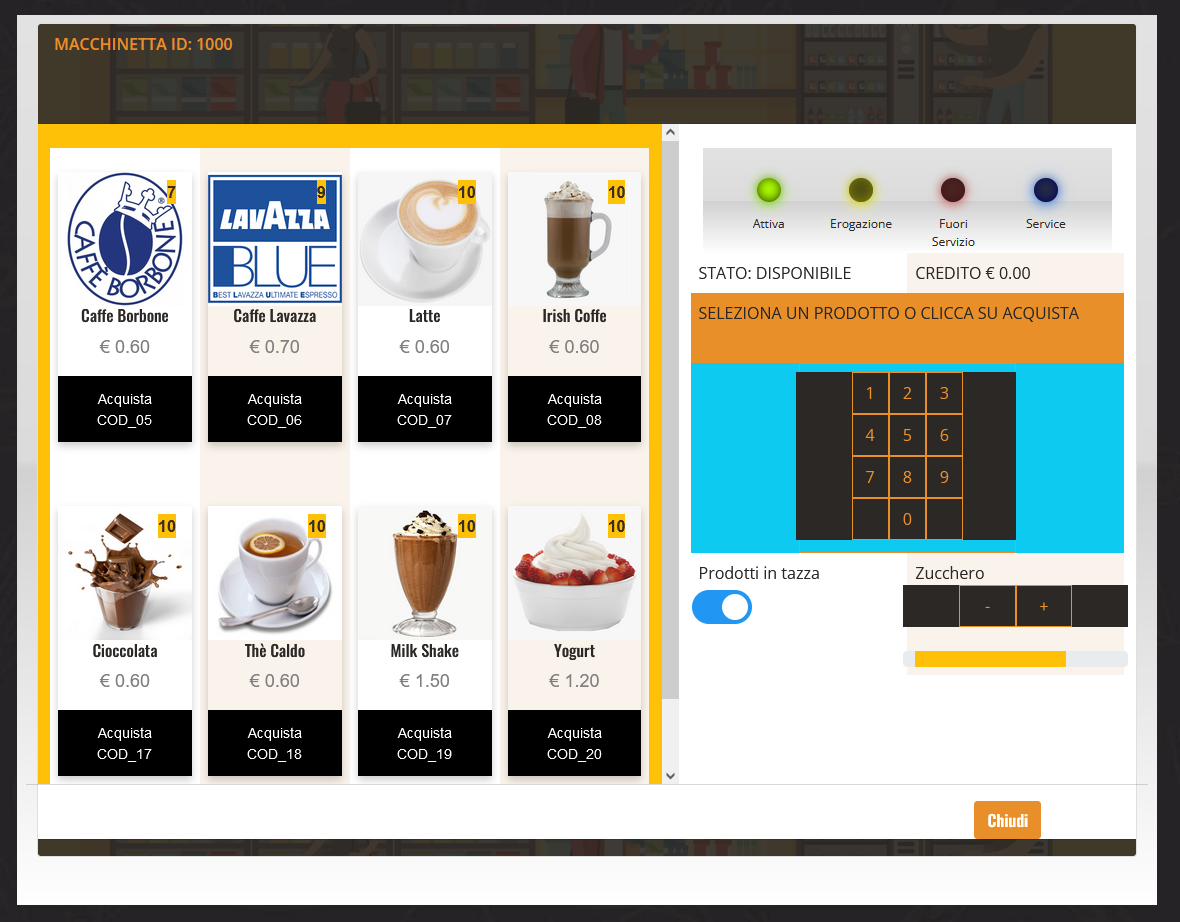 MACCHINETTA ID: 1000
7
CAFFÈ BORBONE
®
Caffe Borbone
€ 0.60
Acquista
COD_05
9
LAVAZZA
BLUE
BEST LAVAZZA ULTIMATE ESPRESSO
Caffe Lavazza
€ 0.70
Acquista
COD_06
10
Latte
€ 0.60
Acquista
COD_07
10
Irish Coffe
€ 0.60
Acquista
COD_08
10
Cioccolata
€ 0.60
Acquista
COD_17
10
Thè Caldo
€ 0.60
Acquista
COD_18
10
Milk Shake
€ 1.50
Acquista
COD_19
10
Yogurt
€ 1.20
Acquista
COD_20
Attiva
Erogazione
Fuori
Servizio
Service
STATO: DISPONIBILE
CREDITO € 0.00
SELEZIONA UN PRODOTTO O CLICCA SU ACQUISTA
1 2 3
4 5 6
7 8 9
0
Prodotti in tazza
Zucchero
- +
Chiudi